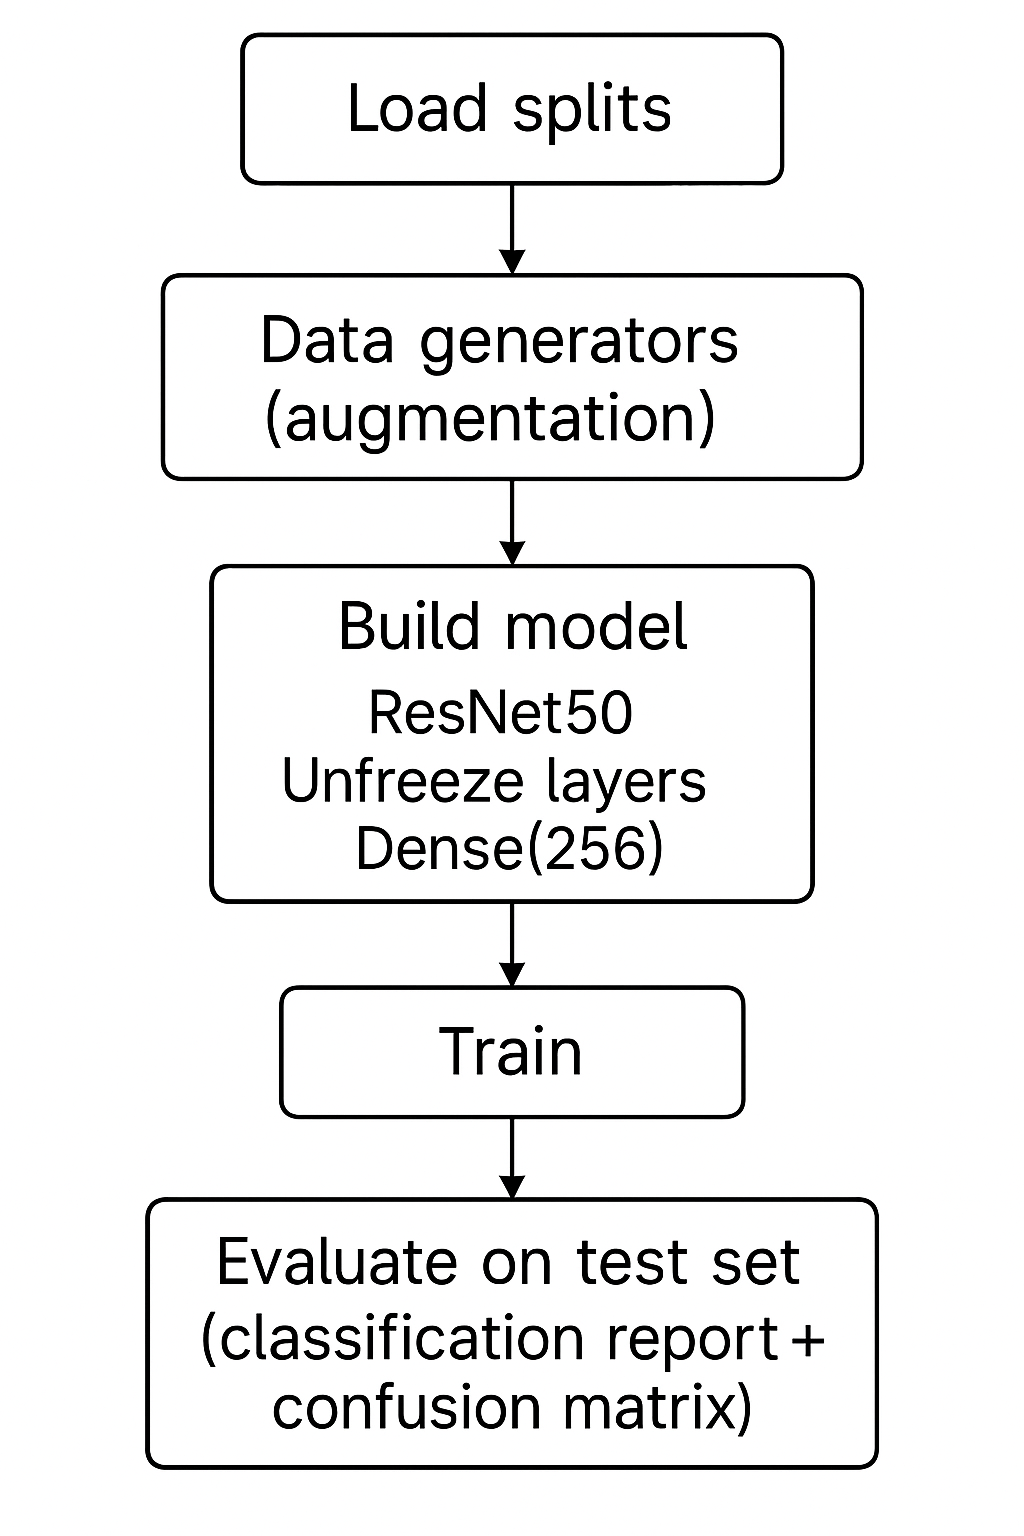 Load splits
Data generators
(augmentation)
Build model
ResNet50
Unfreeze layers
Dense(256)
Train
Evaluate on test set
(classification report +
confusion matrix)